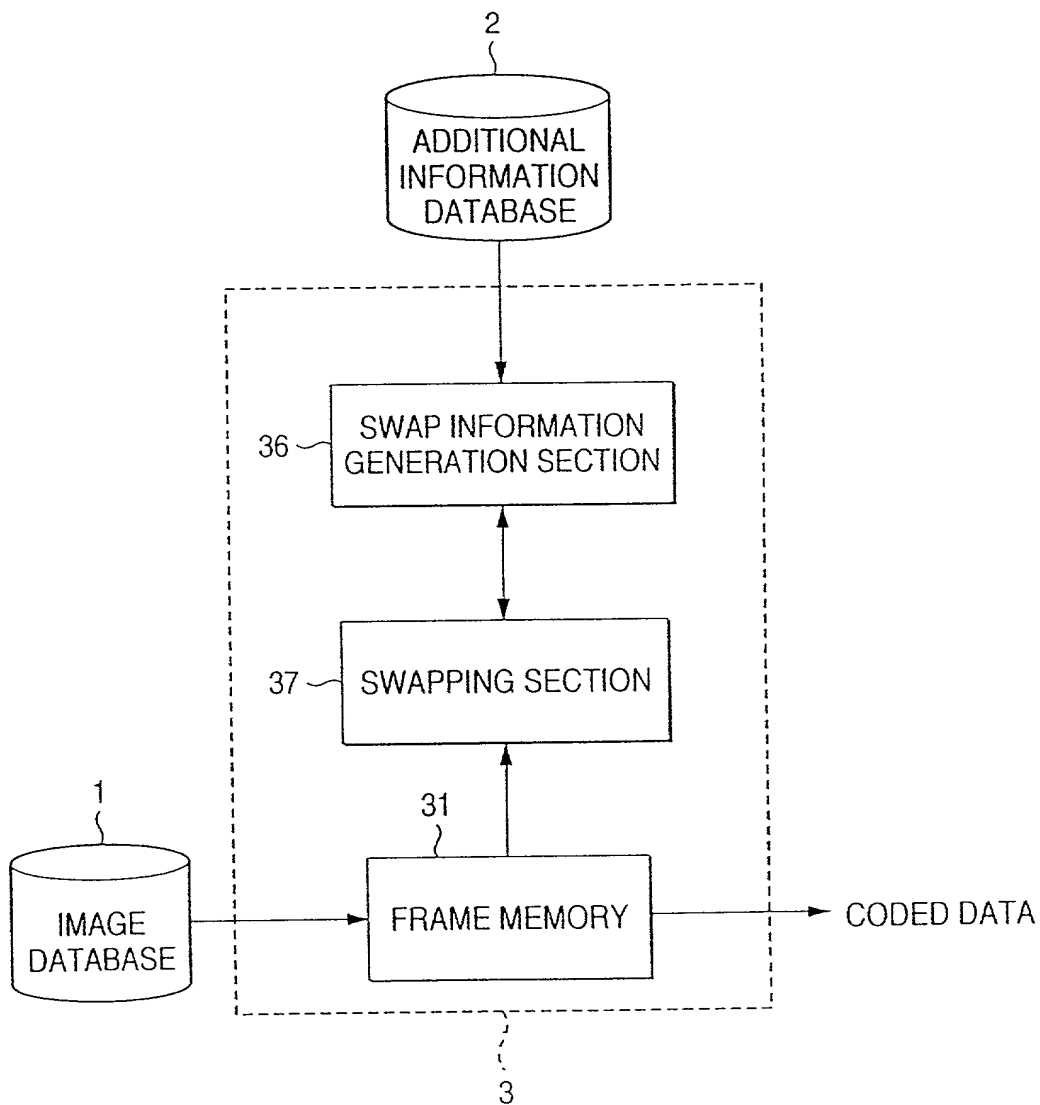 2
ADDITIONAL
INFORMATION
DATABASE
36
SWAP INFORMATION
GENERATION SECTION
37
SWAPPING SECTION
1
31
IMAGE
DATABASE
FRAME MEMORY
CODED DATA
3